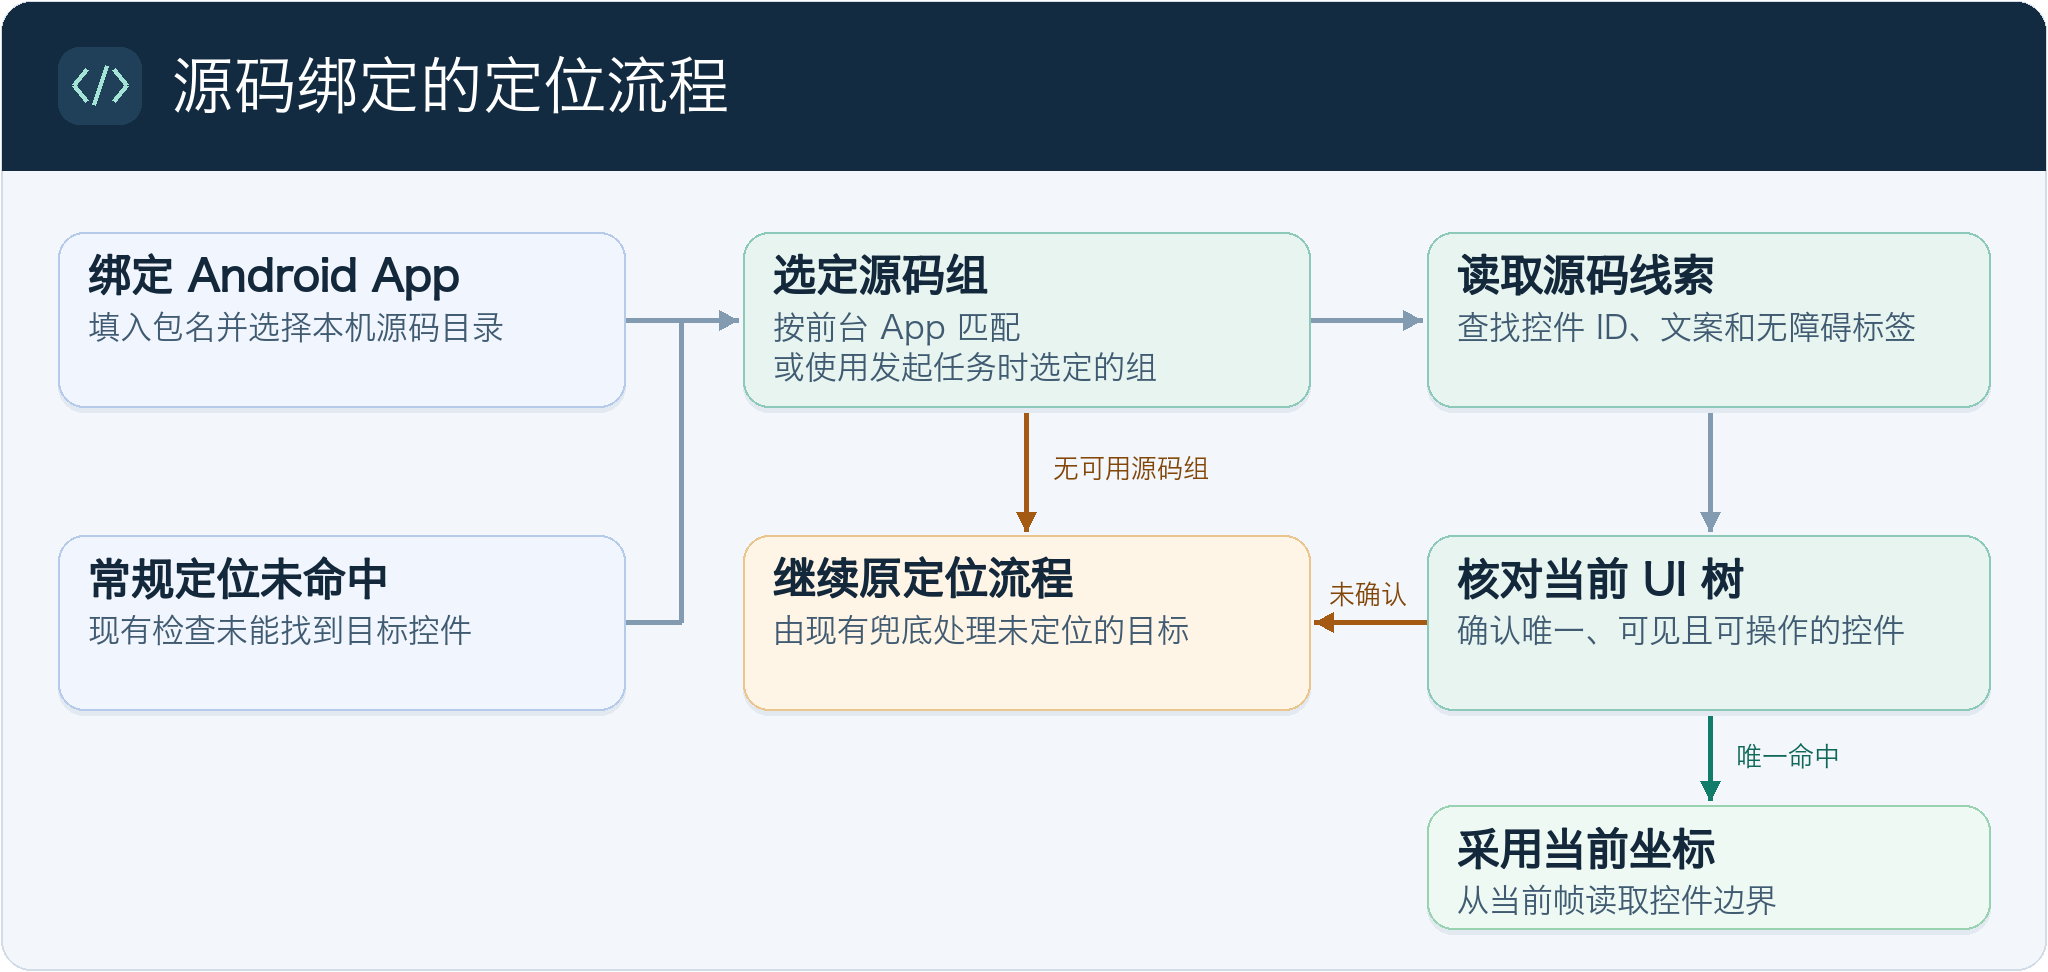 </>
源码绑定的定位流程
绑定 Android App
填入包名并选择本机源码目录
选定源码组
按前台 App 匹配
或使用发起任务时选定的组
读取源码线索
查找控件 ID、文案和无障碍标签
无可用源码组
常规定位未命中
现有检查未能找到目标控件
继续原定位流程
由现有兜底处理未定位的目标
未确认
核对当前 UI 树
确认唯一、可见且可操作的控件
唯一命中
采用当前坐标
从当前帧读取控件边界